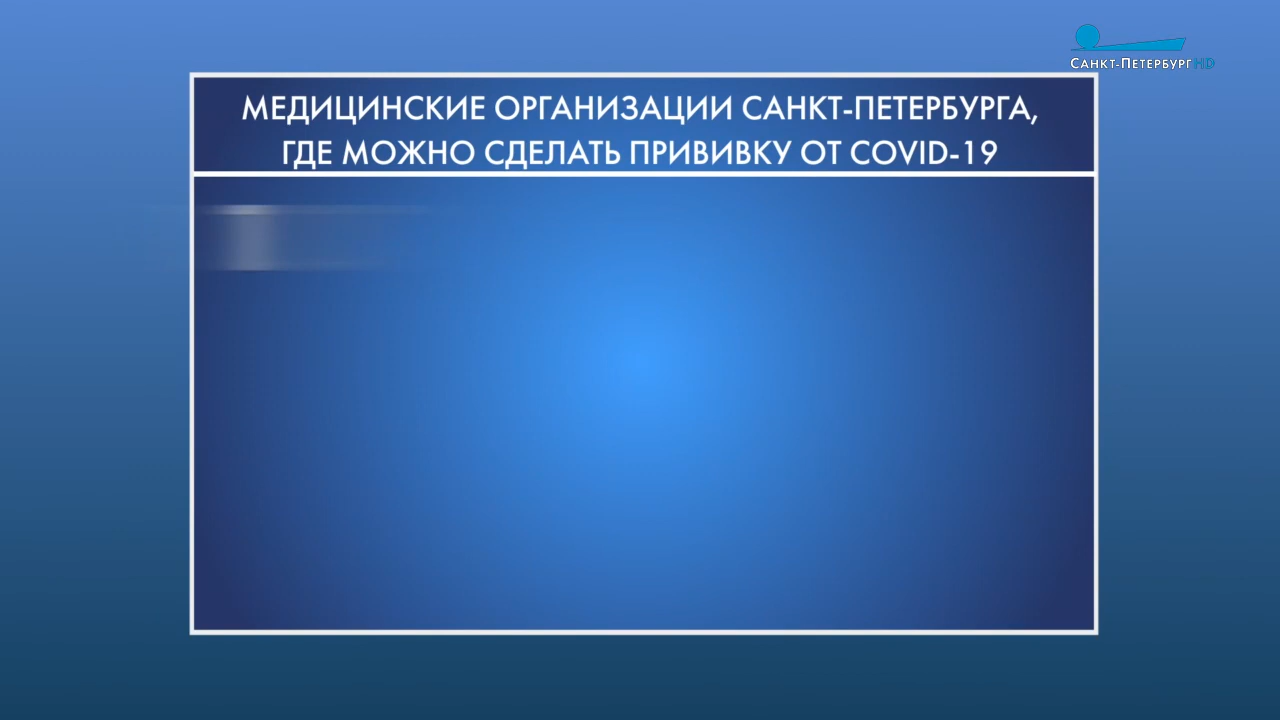 Санкт-Петербург HD
МЕДИЦИНСКИЕ ОРГАНИЗАЦИИ САНКТ-ПЕТЕРБУРГА,
ГДЕ МОЖНО СДЕЛАТЬ ПРИВИВКУ ОТ COVID-19